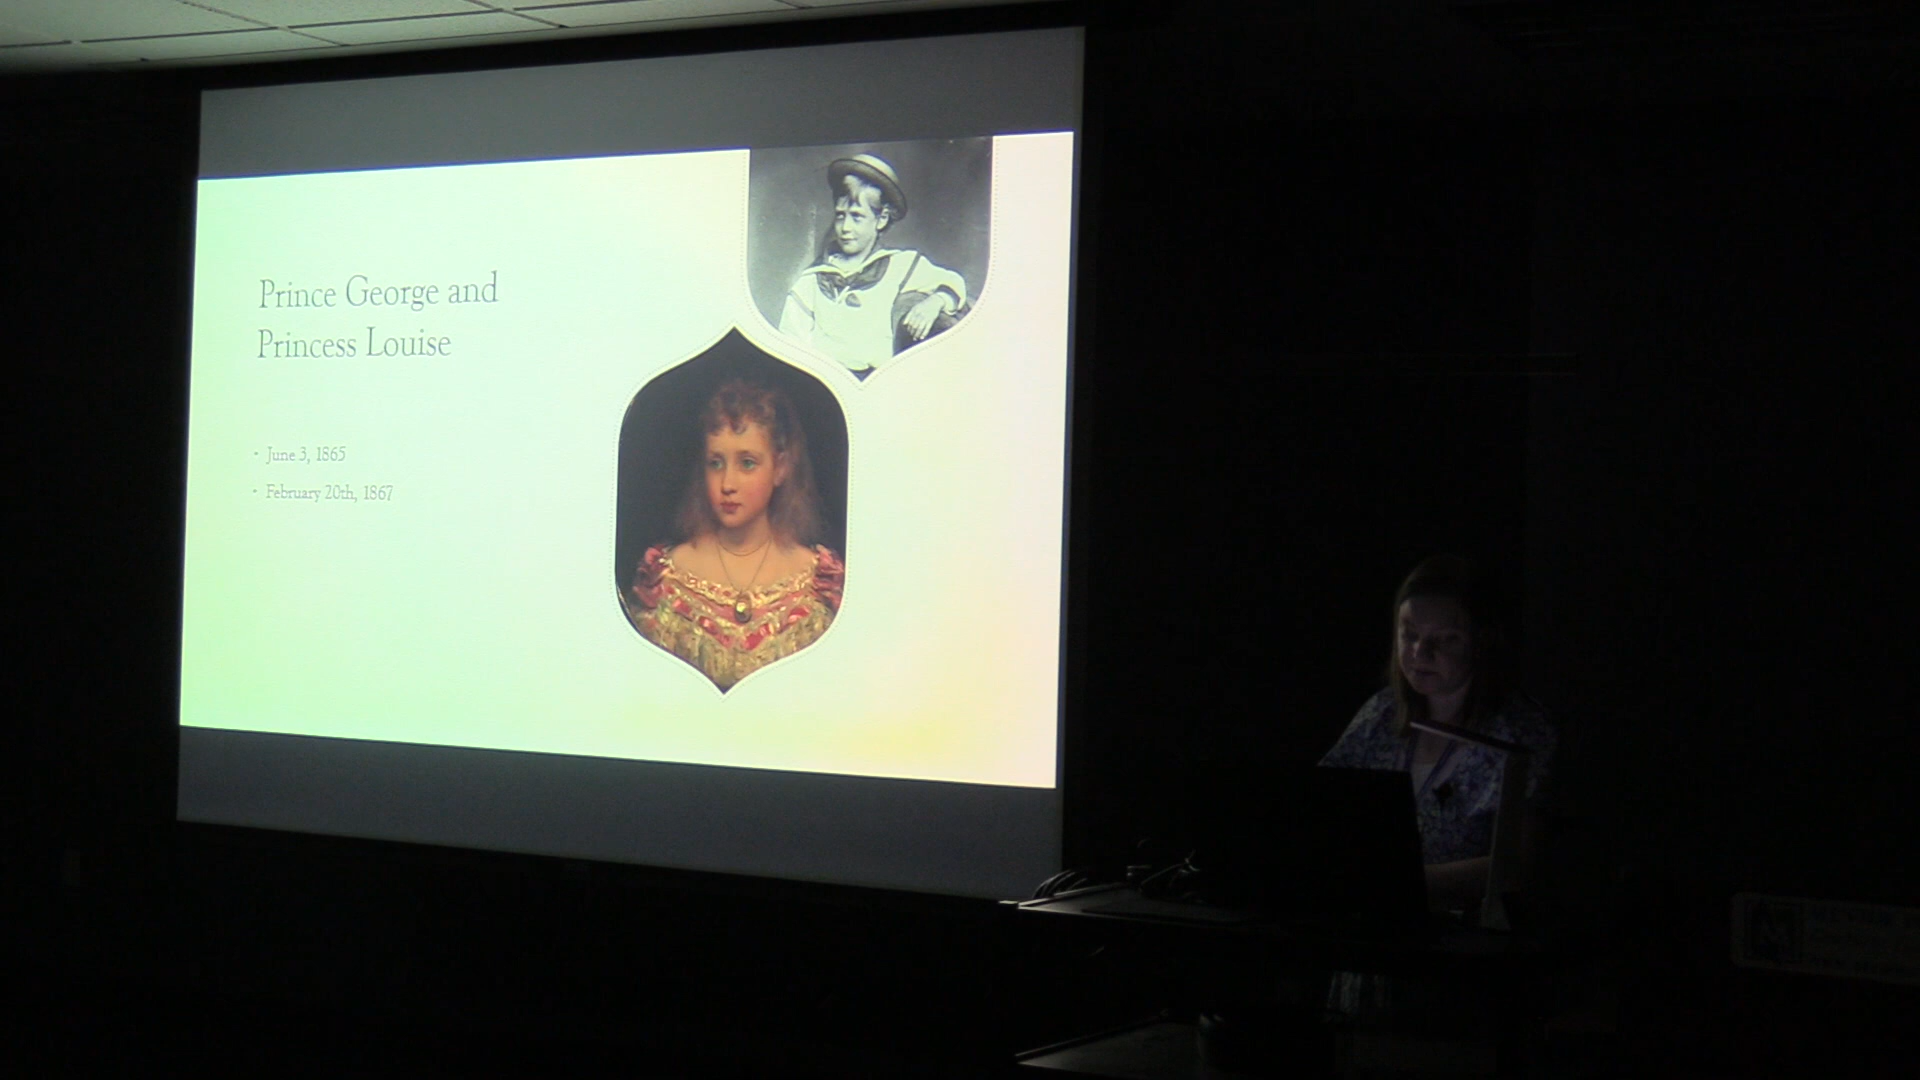 Prince George and
Princess Louise
- June 3, 1865
- February 20th, 1867